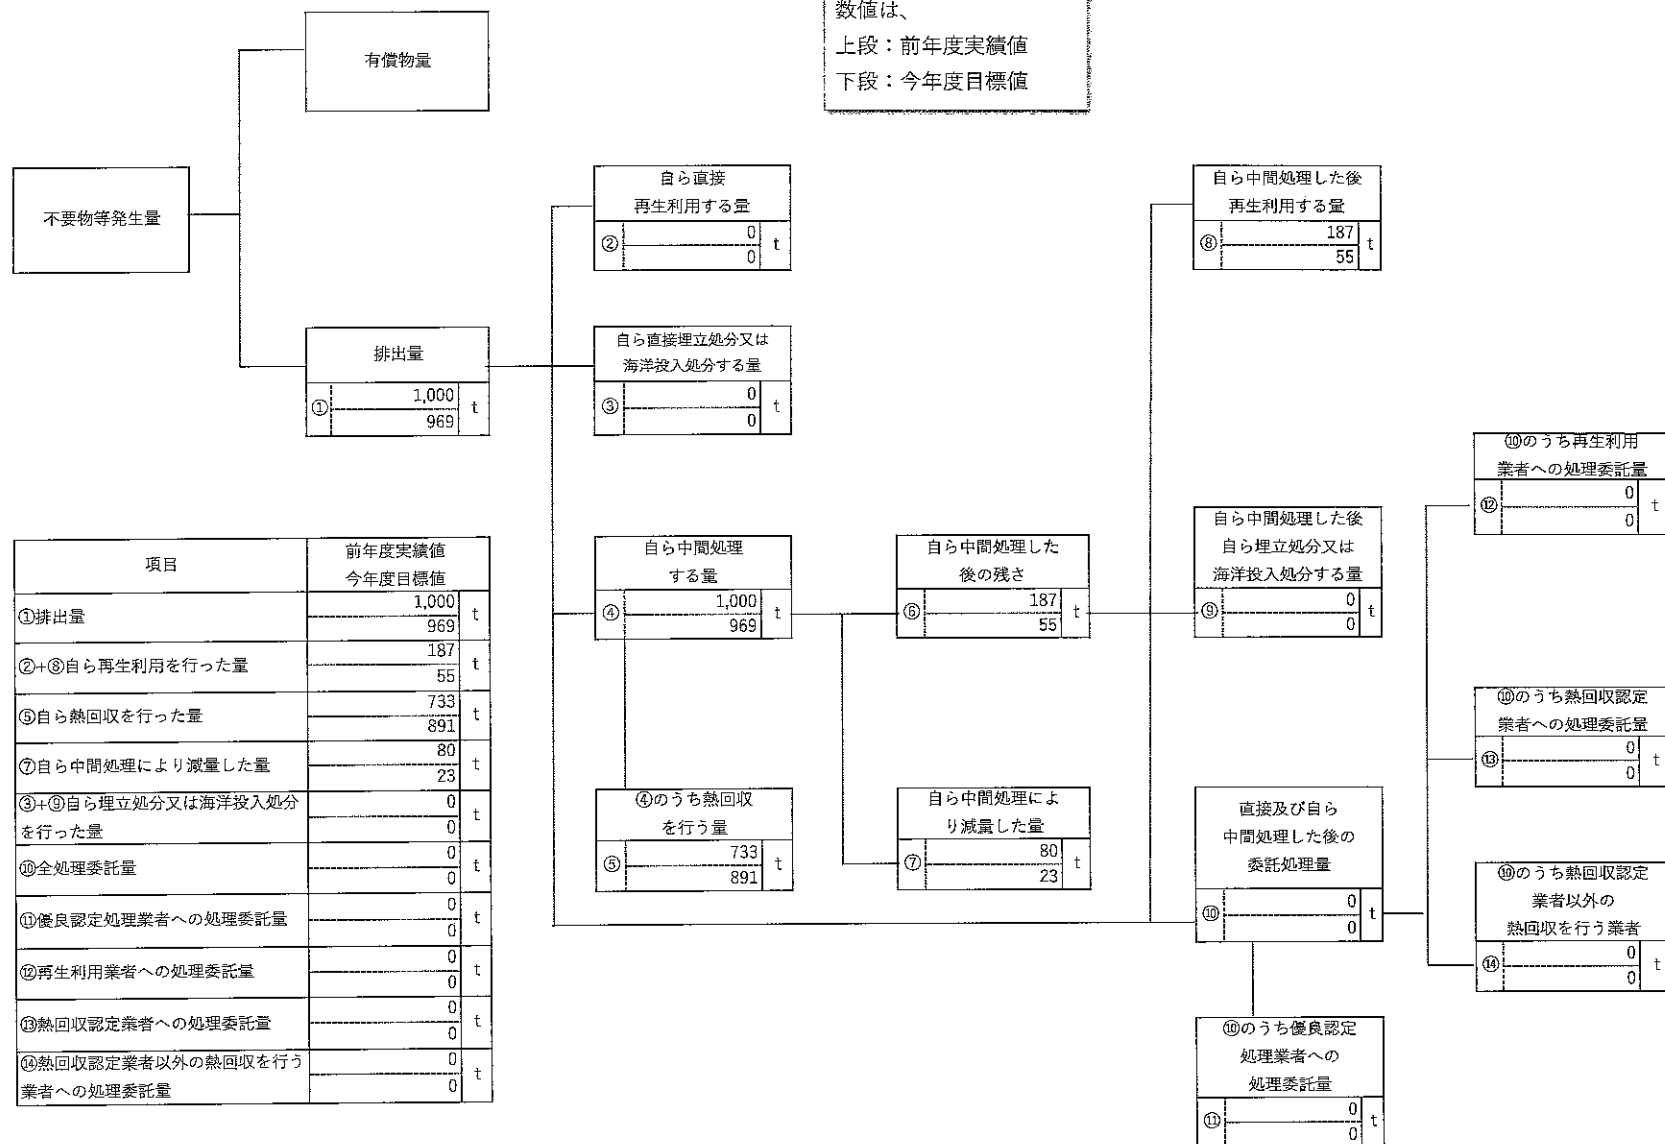 数値は、
上段：前年度実績値
下段：今年度目標値
有償物量
不要物等発生量
排出量
① 1,000 t
969
自ら直接
再生利用する量
② 0 t
0
自ら直接埋立処分又は
海洋投入処分する量
③ 0 t
0
自ら中間処理
する量
④ 1,000 t
969
④のうち熱回収
を行う量
⑤ 733 t
891
自ら中間処理した
後の残さ
⑥ 187 t
55
自ら中間処理によ
り減量した量
⑦ 80 t
23
自ら中間処理した後
再生利用する量
⑧ 187 t
55
自ら中間処理した後
自ら埋立処分又は
海洋投入処分する量
⑨ 0 t
0
直接及び自ら
中間処理した後の
委託処理量
⑩ 0 t
0
⑩のうち優良認定
処理業者への
処理委託量
⑪ 0 t
0
⑩のうち再生利用
業者への処理委託量
⑫ 0 t
0
⑩のうち熱回収認定
業者への処理委託量
⑬ 0 t
0
⑩のうち熱回収認定
業者以外の
熱回収を行う業者
⑭ 0 t
0
項目 前年度実績値
今年度目標値
①排出量 1,000 t
969
②+⑧自ら再生利用を行った量 187 t
55
⑤自ら熱回収を行った量 733 t
891
⑦自ら中間処理により減量した量 80 t
23
③+⑨自ら埋立処分又は海洋投入処分 0 t
を行った量 0
⑩全処理委託量 0 t
0
⑪優良認定処理業者への処理委託量 0 t
0
⑫再生利用業者への処理委託量 0 t
0
⑬熱回収認定業者への処理委託量 0 t
0
⑭熱回収認定業者以外の熱回収を行う 0 t
業者への処理委託量 0